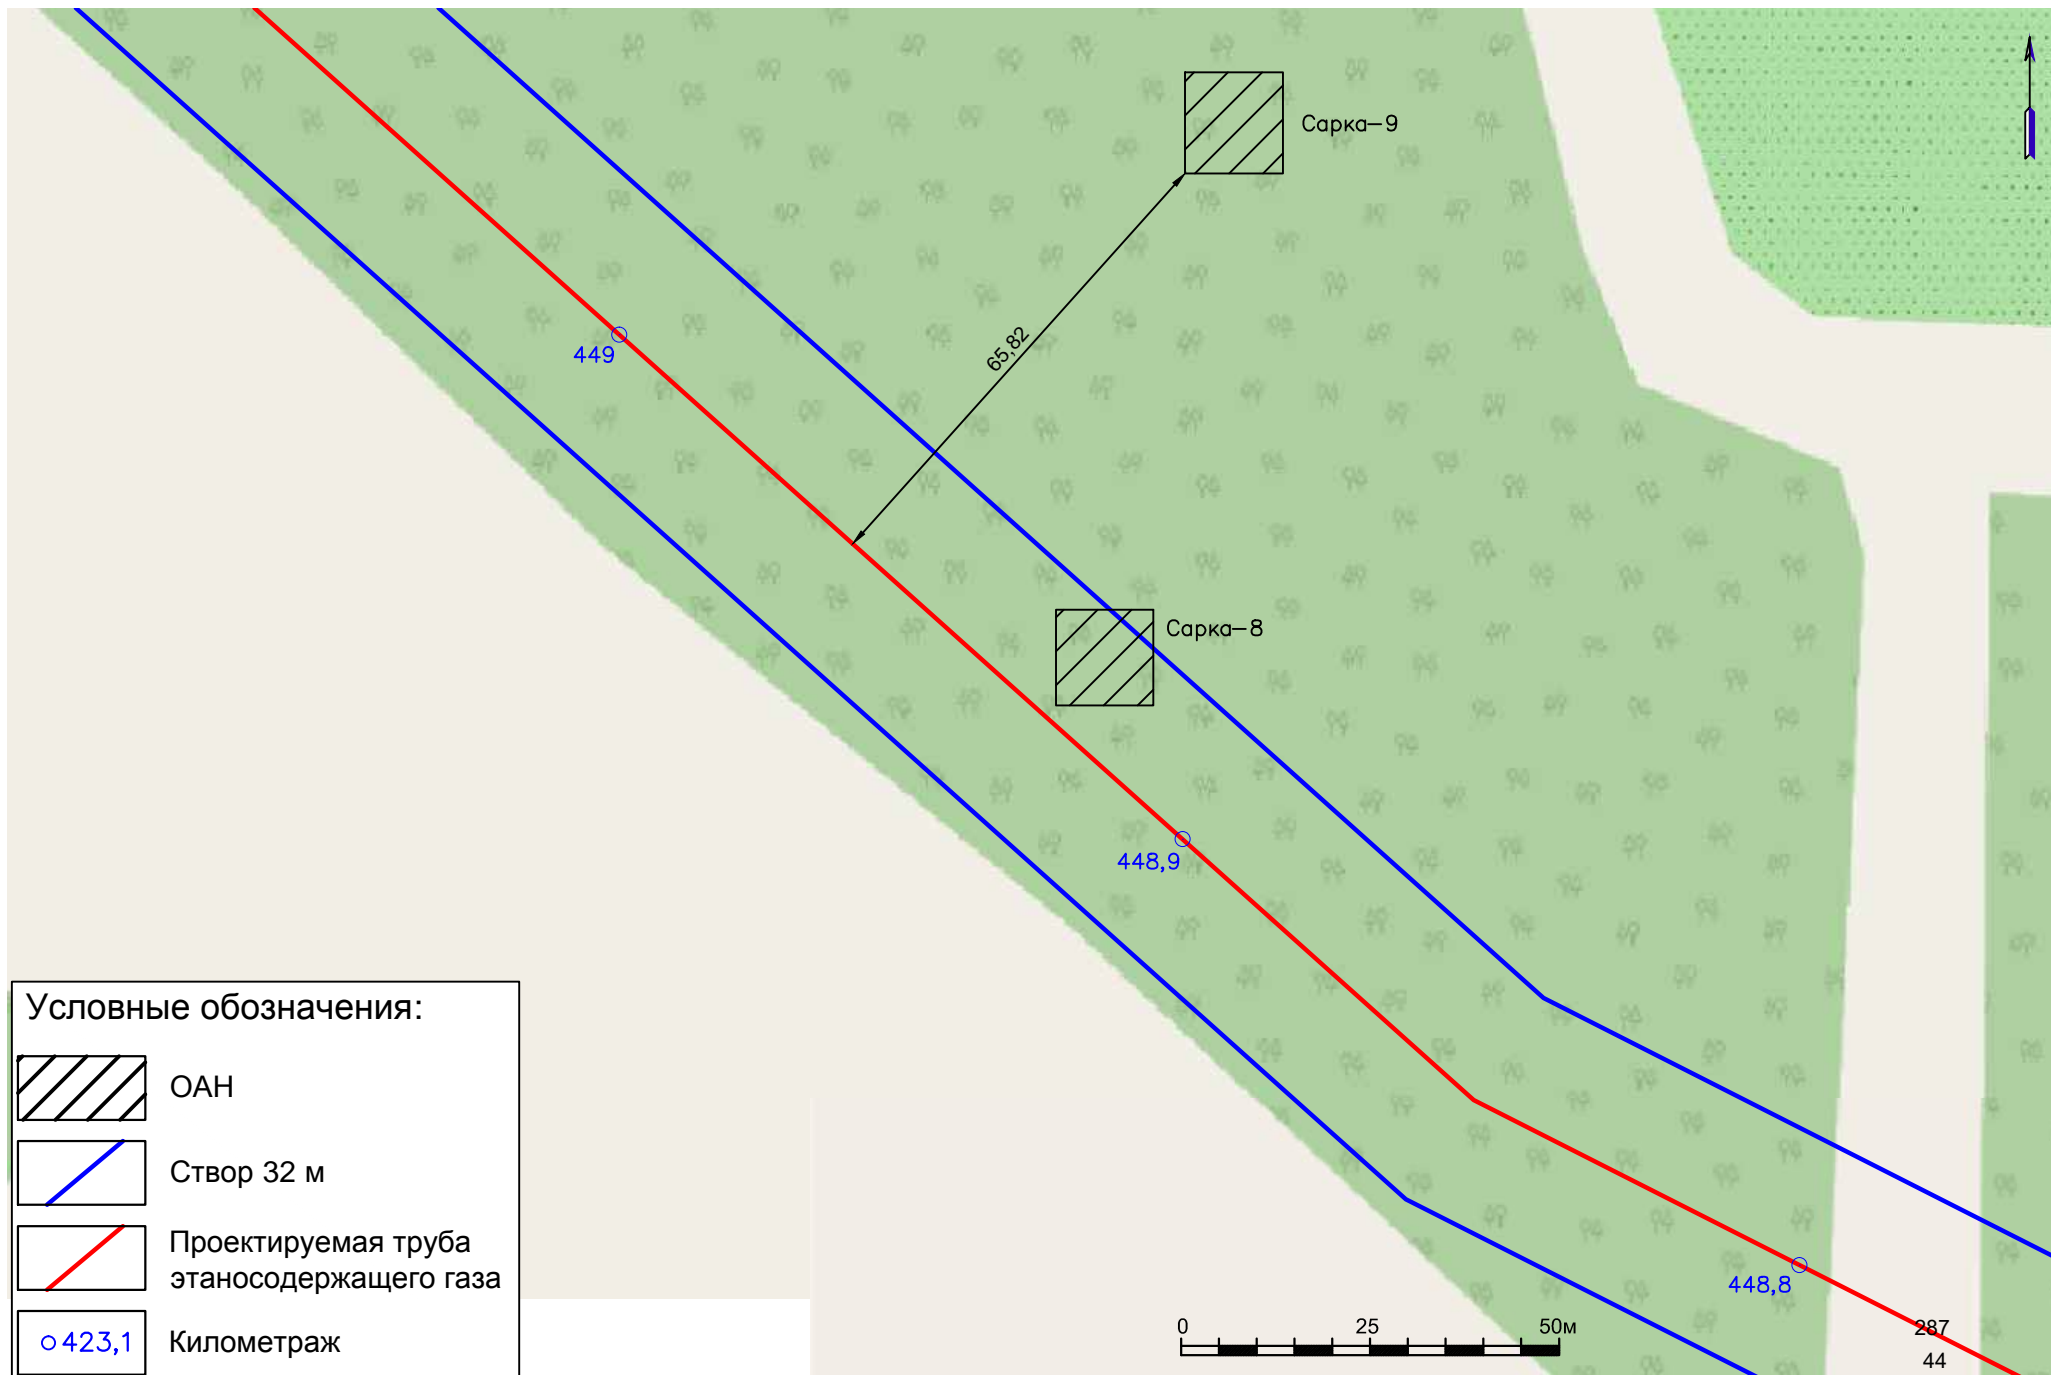 Сарка-9
65,82
449
Сарка-8
448,9
Условные обозначения:
ОАН
Створ 32 м
Проектируемая труба
этаносодержащего газа
423,1 Километраж
448,8
0 25 50м
287
44